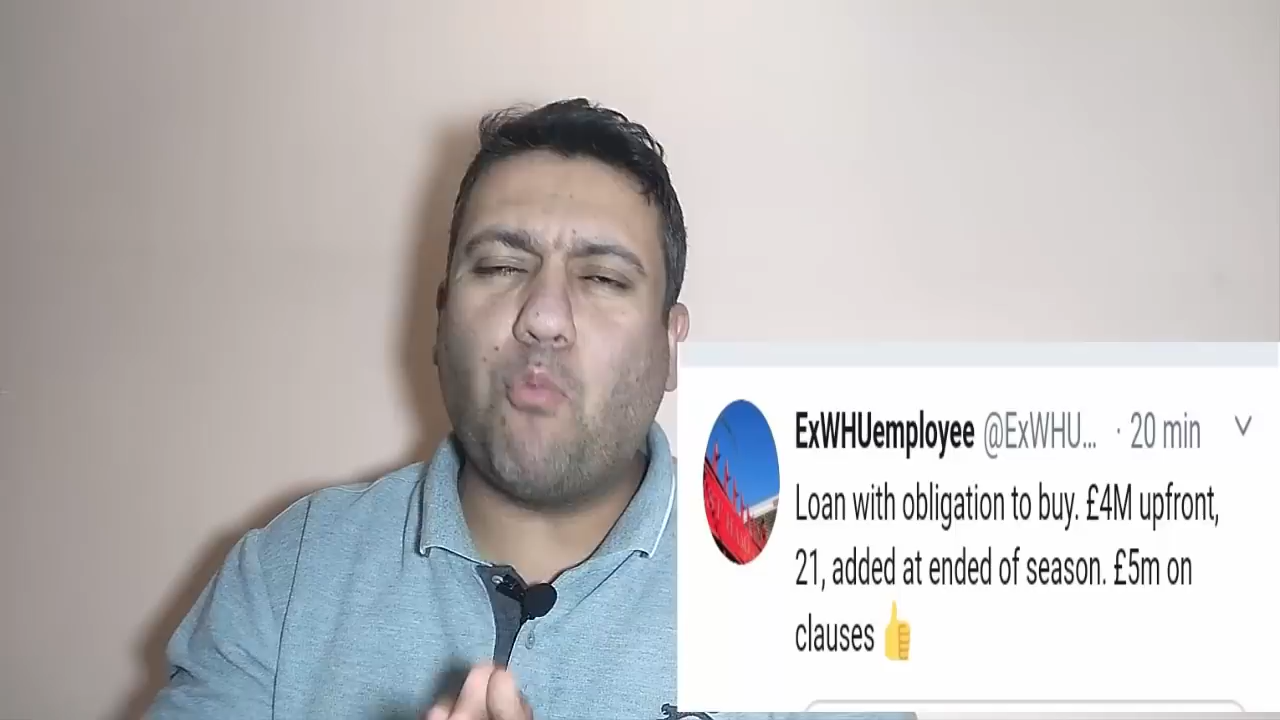 ExWHUemployee @ExWHU... · 20 min
Loan with obligation to buy. £4M upfront,
21, added at ended of season. £5m on
clauses 👍